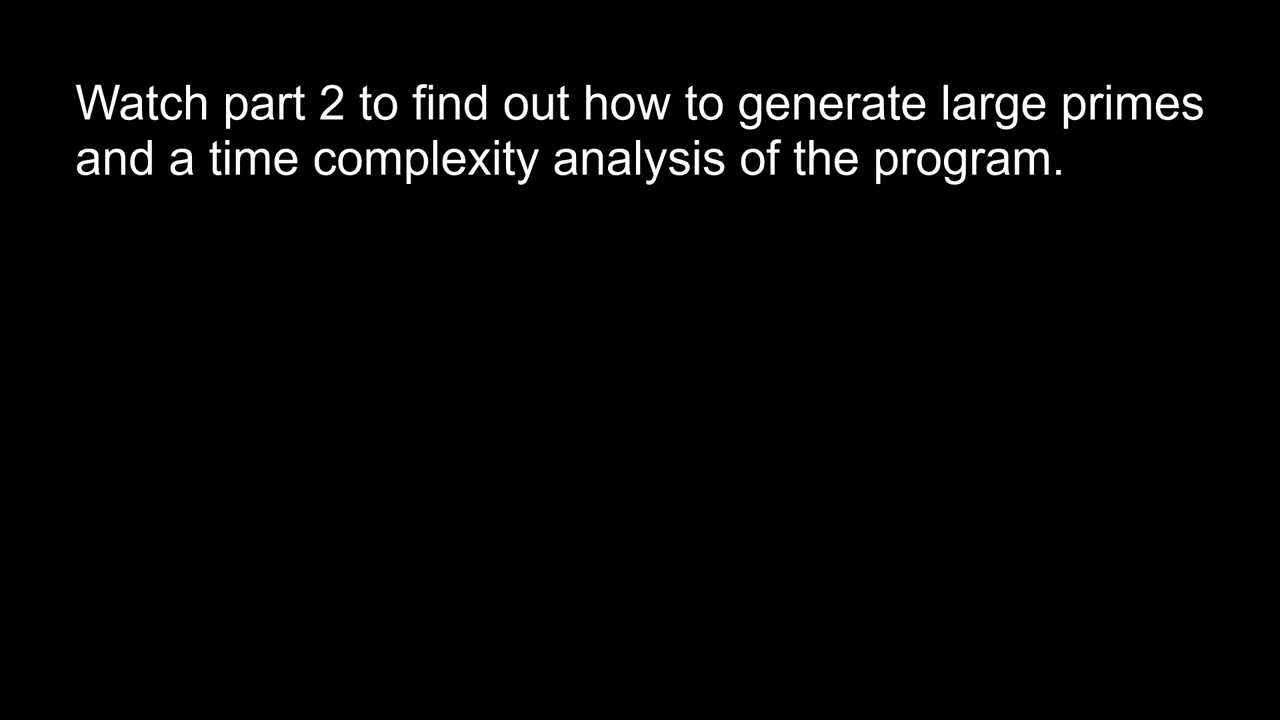 Watch part 2 to find out how to generate large primes
and a time complexity analysis of the program.